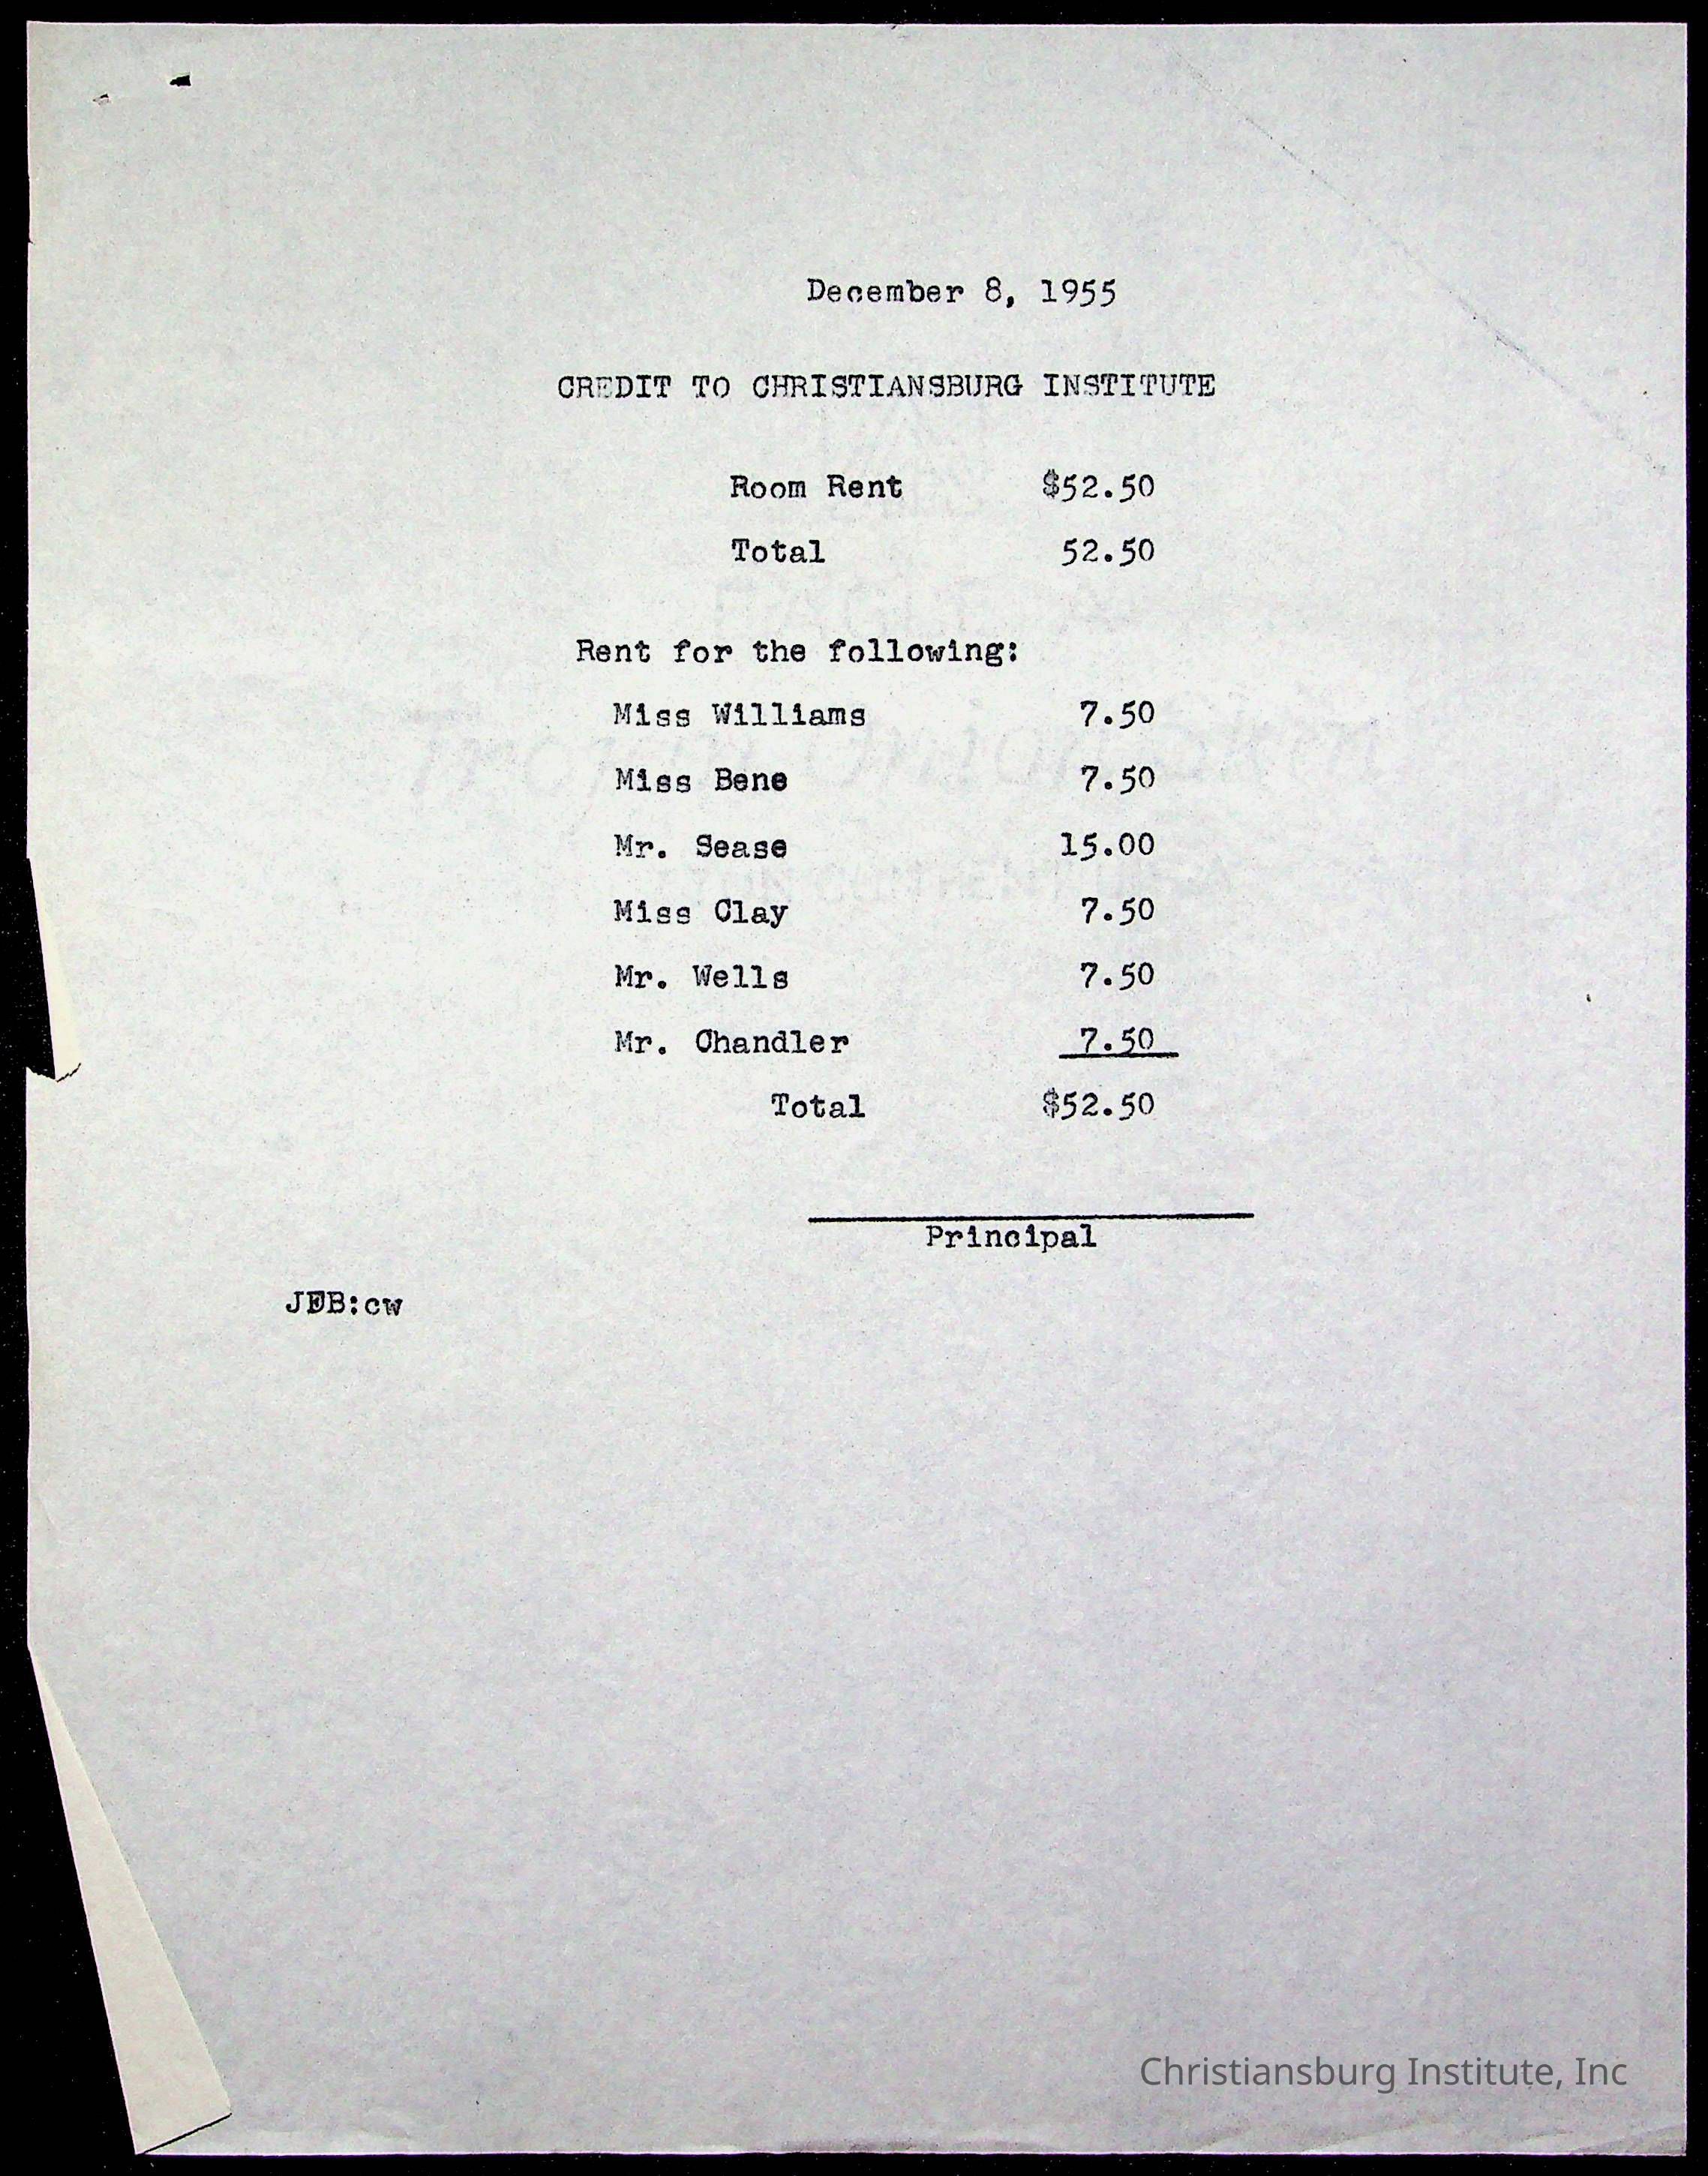 December 8, 1955
CREDIT TO CHRISTIANSBURG INSTITUTE
Room Rent $52.50
Total 52.50
Rent for the following:
Miss Williams 7.50
Miss Bene 7.50
Mr. Sease 15.00
Miss Clay 7.50
Mr. Wells 7.50
Mr. Chandler 7.50
Total $52.50
Principal
JEB:cw
Christiansburg Institute, Inc